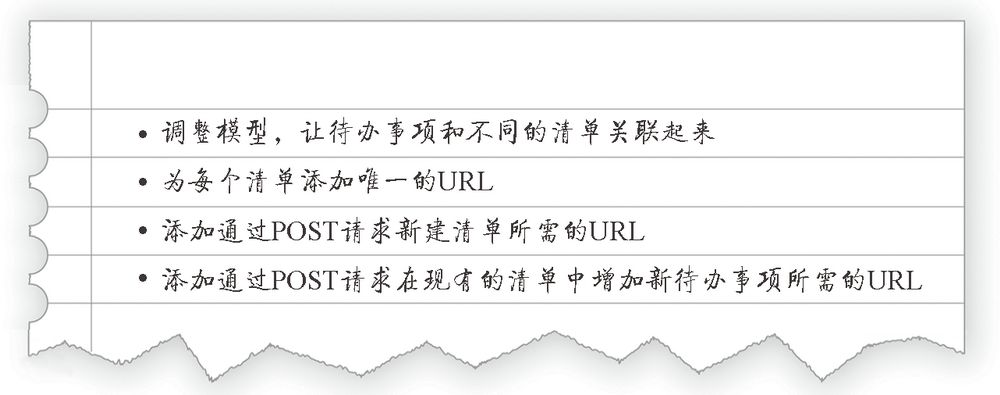 • 调整模型，让待办事项和不同的清单关联起来
• 为每个清单添加唯一的URL
• 添加通过POST请求新建清单所需的URL
• 添加通过POST请求在现有的清单中增加新待办事项所需的URL